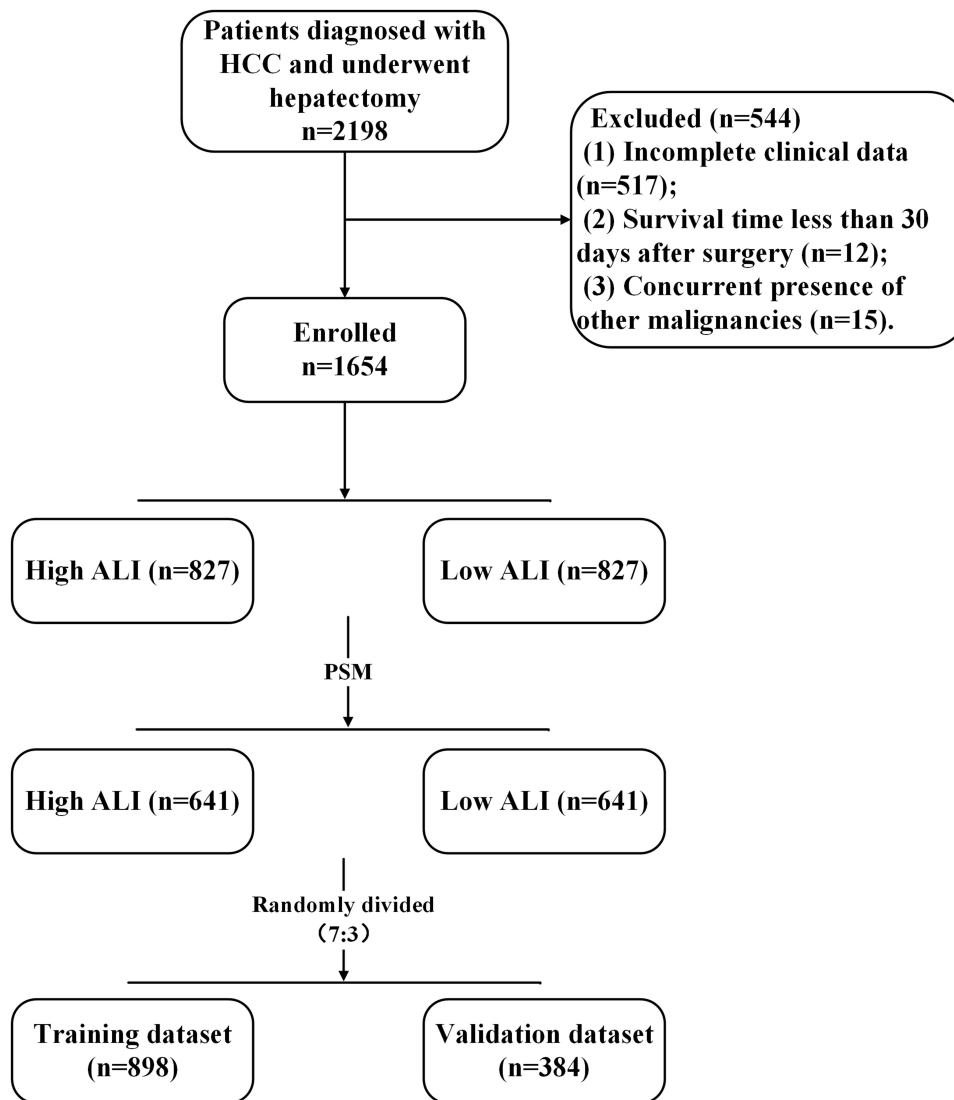 Patients diagnosed with
HCC and underwent
hepatectomy
n=2198
Excluded (n=544)
(1) Incomplete clinical data
(n=517);
(2) Survival time less than 30
days after surgery (n=12);
(3) Concurrent presence of
other malignancies (n=15).
Enrolled
n=1654
High ALI (n=827)
Low ALI (n=827)
PSM
High ALI (n=641)
Low ALI (n=641)
Randomly divided
（7:3）
Training dataset
(n=898)
Validation dataset
(n=384)